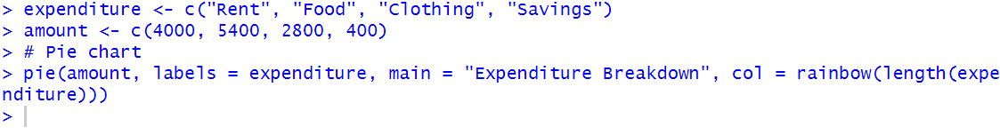 > expenditure <- c("Rent", "Food", "Clothing", "Savings")
> amount <- c(4000, 5400, 2800, 400)
> # Pie chart
> pie(amount, labels = expenditure, main = "Expenditure Breakdown", col = rainbow(length(expe
nditure)))
>